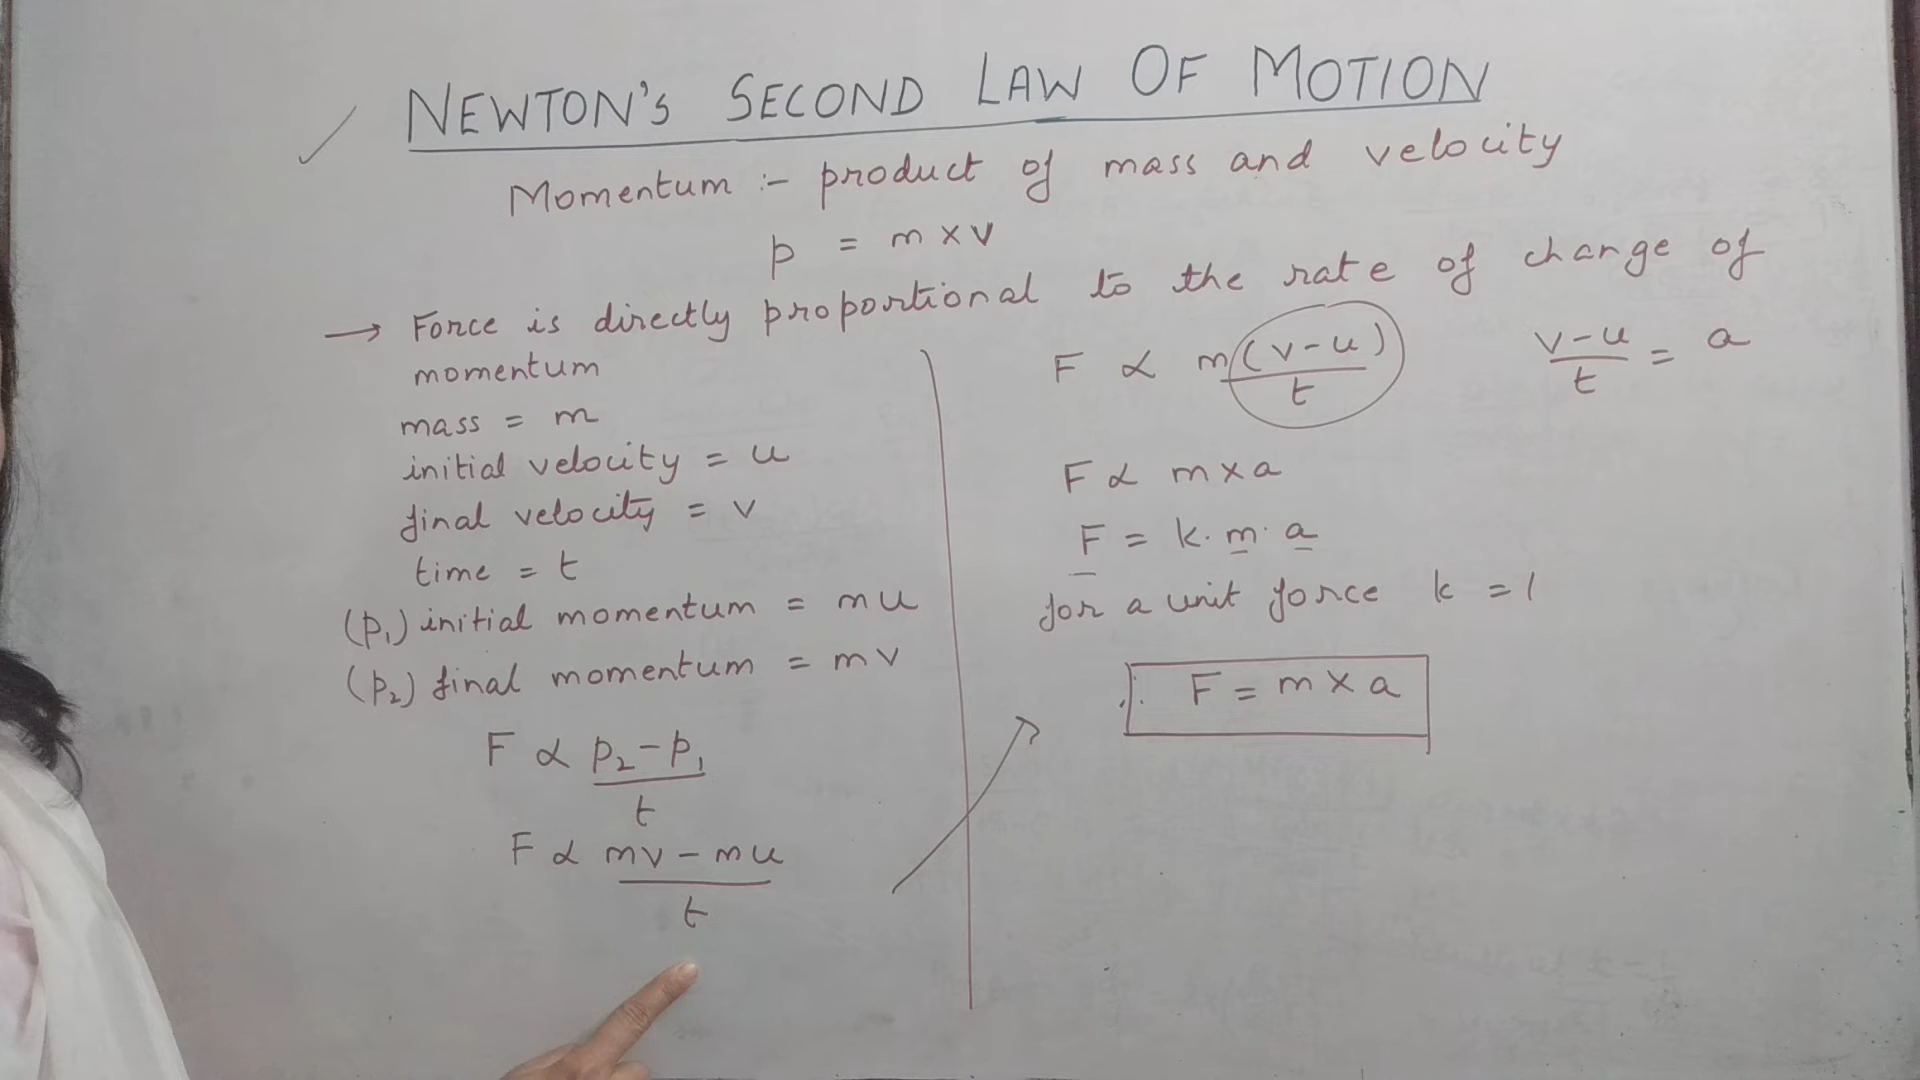 NEWTON'S SECOND LAW OF MOTION
Momentum :- product of mass and velocity
p = m x v
→ Force is directly proportional to the rate of change of
momentum
mass = m
initial velocity = u
final velocity = v
time = t
(p₁) initial momentum = mu
(p₂) final momentum = mv
F ∝ p₂ - p₁
t
F ∝ mv - mu
t
F ∝ m(v-u)
t
v-u = a
t
F ∝ m x a
F = k. m. a
for a unit force k = 1
∴ F = m x a